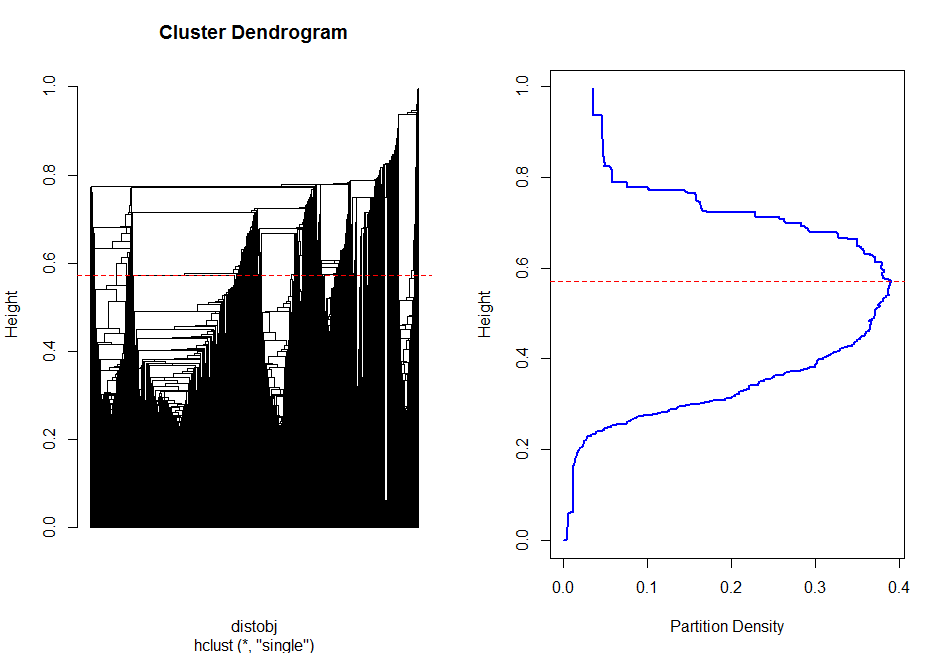 Cluster Dendrogram
Height
0.0
0.2
0.4
0.6
0.8
1.0
distobj
hclust (*, "single")
Height
0.0
0.2
0.4
0.6
0.8
1.0
0.0 0.1 0.2 0.3 0.4
Partition Density